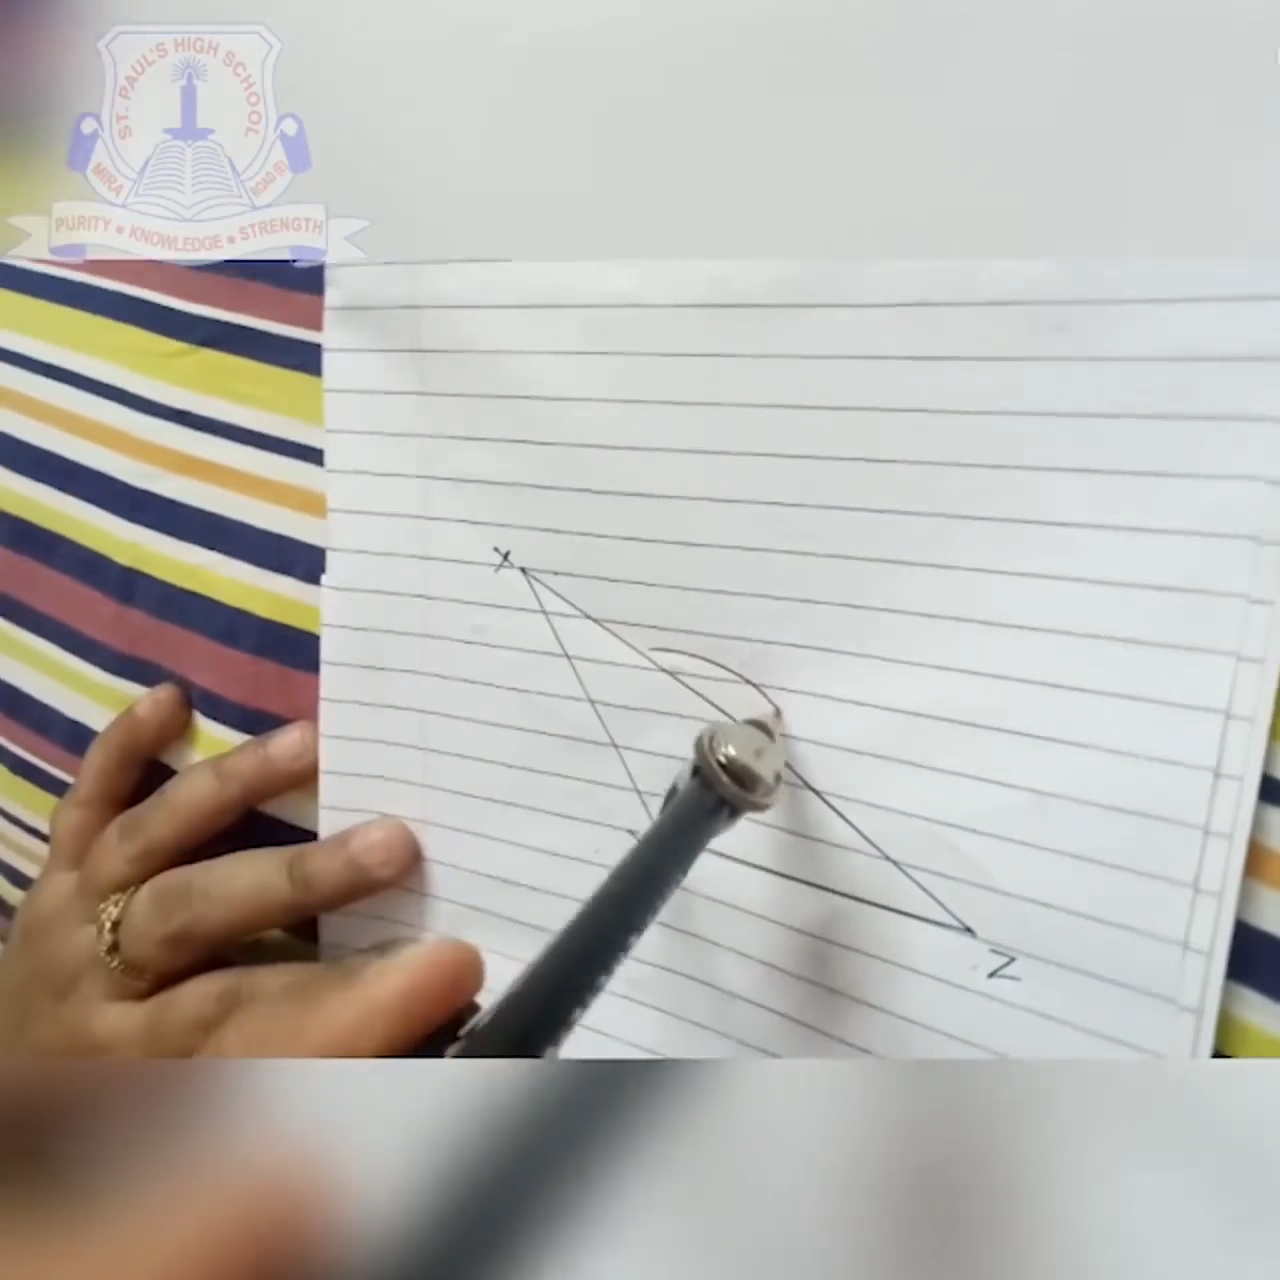 ST. PAUL'S HIGH SCHOOL
MIRA ROAD (E)
PURITY • KNOWLEDGE • STRENGTH
X
Z